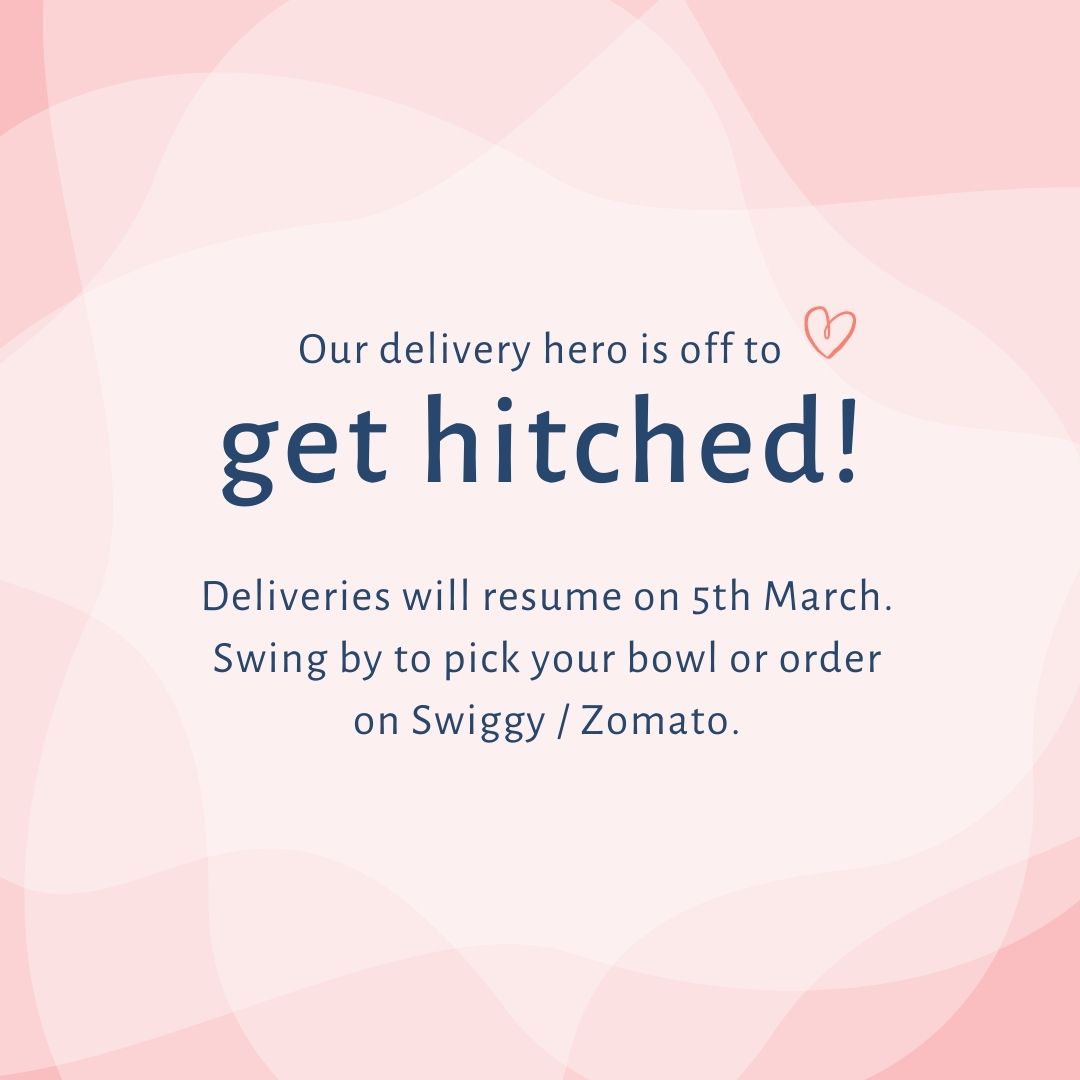 Our delivery hero is off to
get hitched!
Deliveries will resume on 5th March.
Swing by to pick your bowl or order
on Swiggy / Zomato.